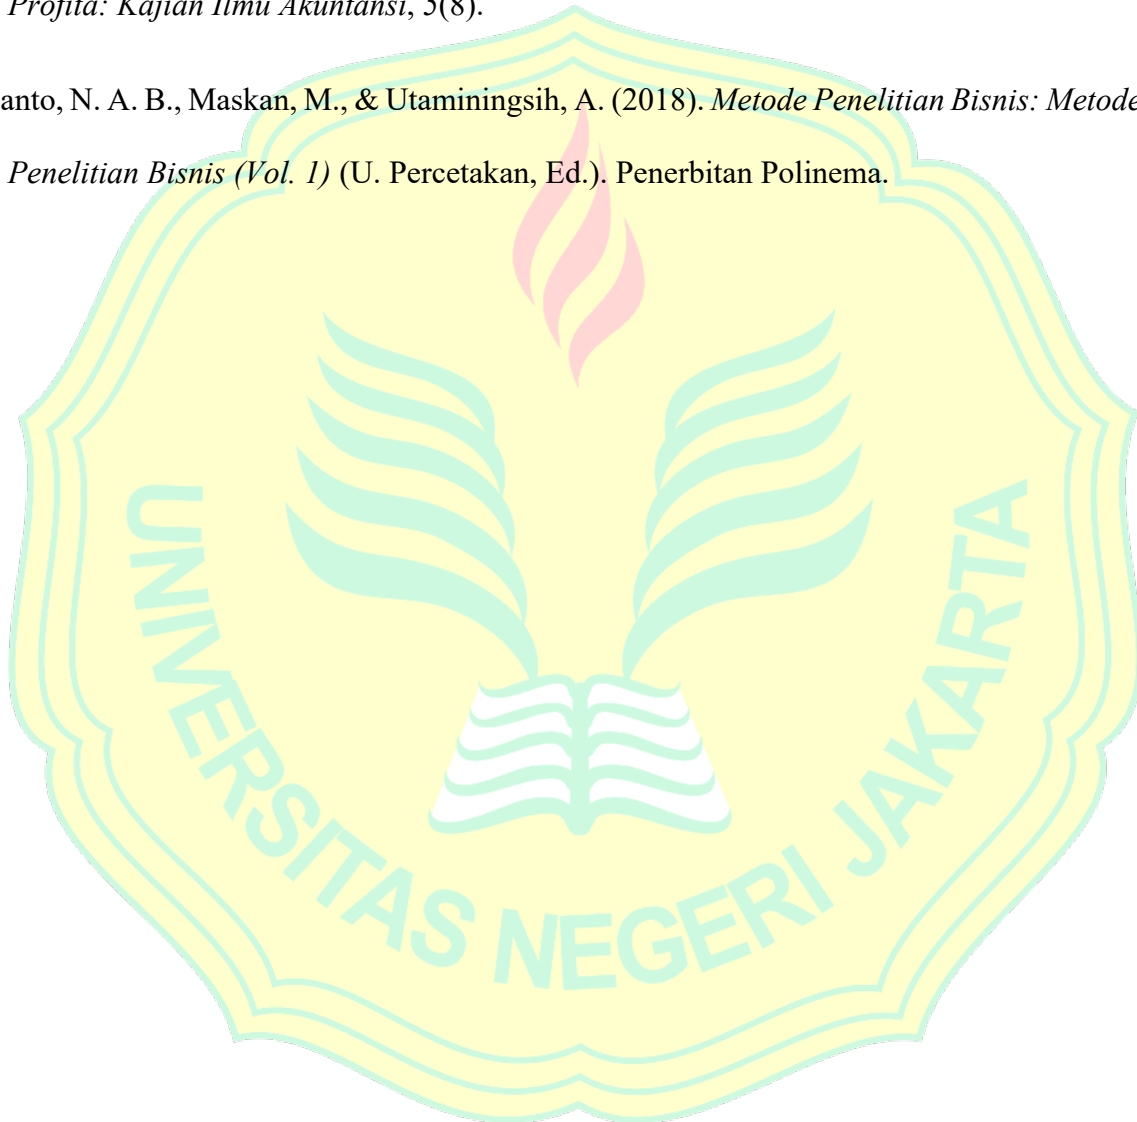 Profita: Kajian Ilmu Akuntansi, 5(8).
anto, N. A. B., Maskan, M., & Utaminingsih, A. (2018). Metode Penelitian Bisnis: Metode
Penelitian Bisnis (Vol. 1) (U. Percetakan, Ed.). Penerbitan Polinema.
UNIVERSITAS NEGERI JAKARTA